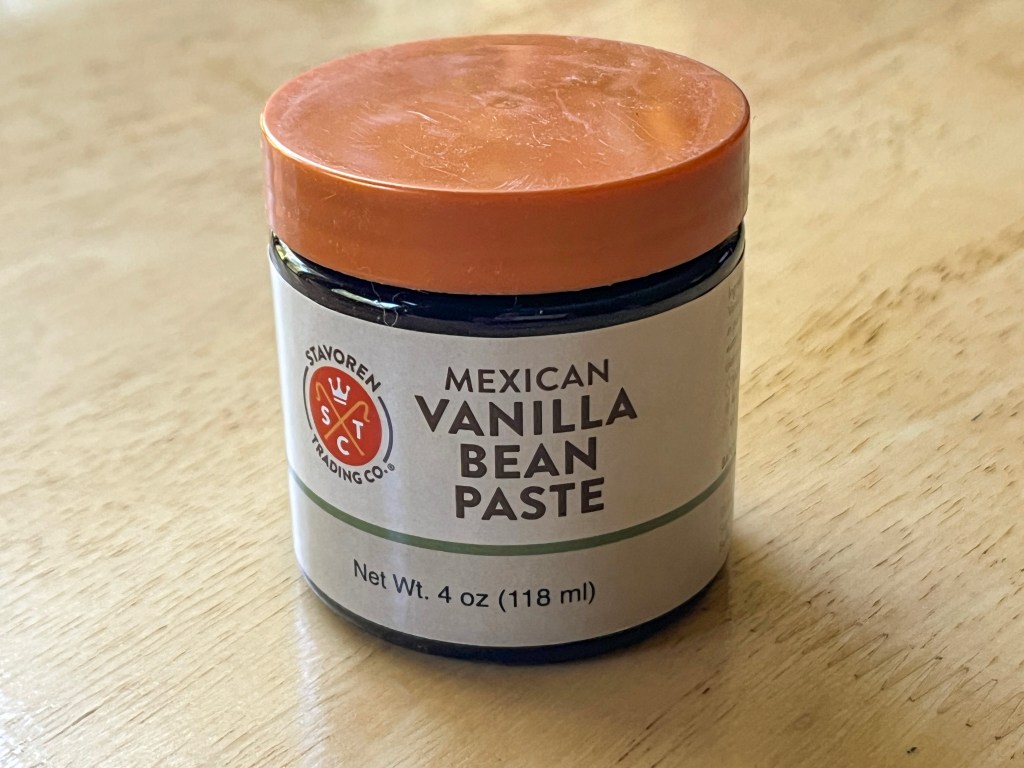 STAVOREN
S T
C
TRADING CO.®
MEXICAN
VANILLA
BEAN
PASTE
Net Wt. 4 oz (118 ml)